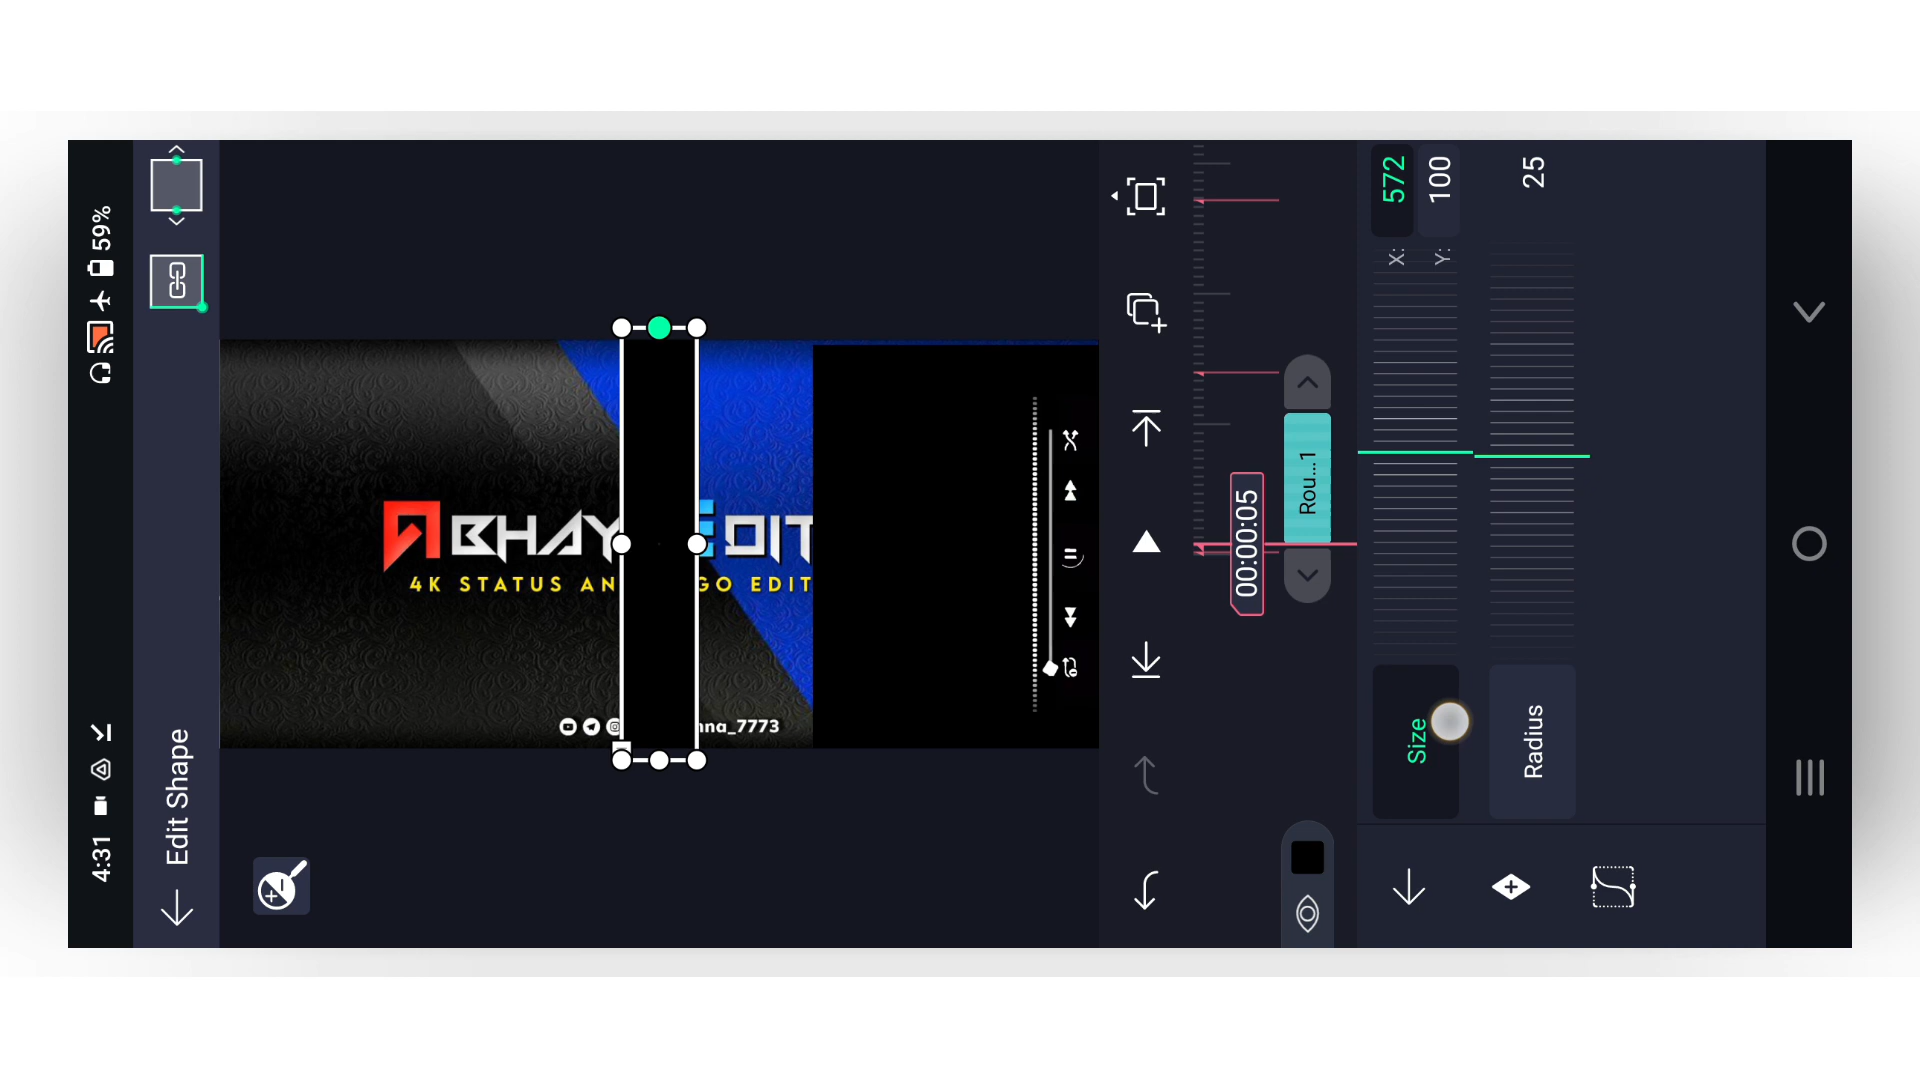 4:31
59%
Edit Shape
ABHAY EDIT
4K STATUS AN GO EDIT
nna_7773
00:00:05
Rou...1
Size
X:
572
Y:
100
Radius
25